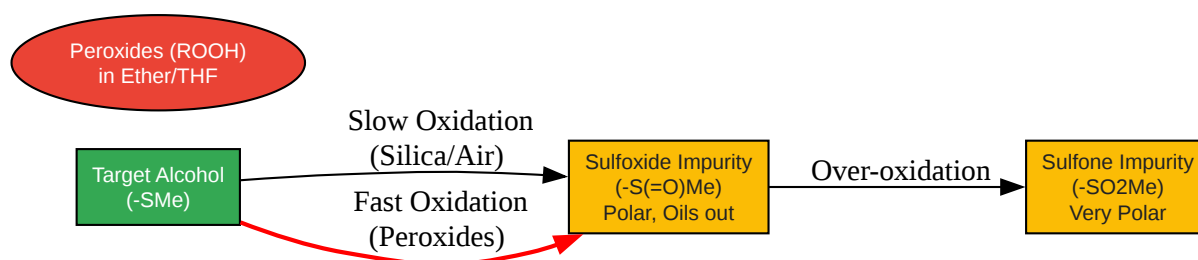 Peroxides (ROOH)
in Ether/THF
Target Alcohol
(-SMe)
Slow Oxidation
(Silica/Air)
Fast Oxidation
(Peroxides)
Sulfoxide Impurity
(-S(=O)Me)
Polar, Oils out
Over-oxidation
Sulfone Impurity
(-SO2Me)
Very Polar